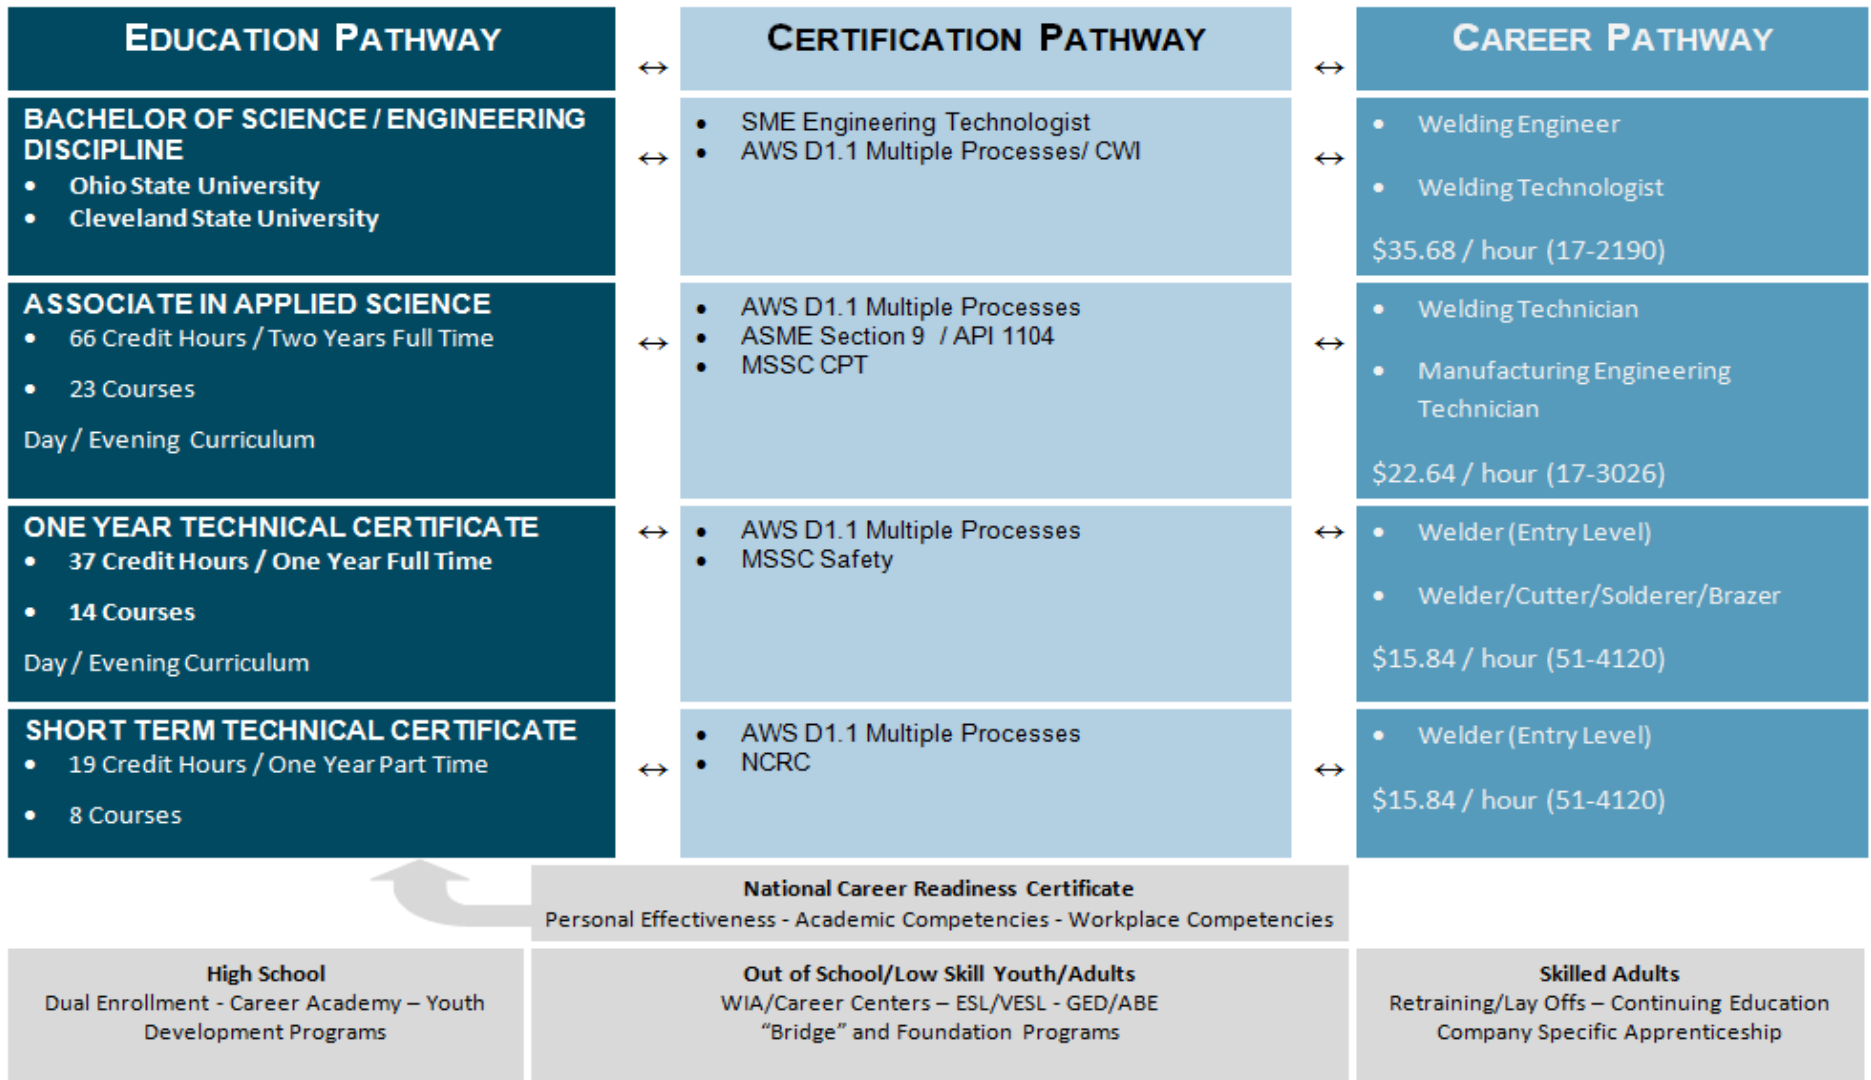 EDUCATION PATHWAY
↔
CERTIFICATION PATHWAY
↔
CAREER PATHWAY
BACHELOR OF SCIENCE / ENGINEERING
DISCIPLINE
• Ohio State University
• Cleveland State University
↔
• SME Engineering Technologist
• AWS D1.1 Multiple Processes/ CWI
↔
• Welding Engineer
• Welding Technologist
$35.68 / hour (17-2190)
ASSOCIATE IN APPLIED SCIENCE
• 66 Credit Hours / Two Years Full Time
• 23 Courses
Day / Evening Curriculum
↔
• AWS D1.1 Multiple Processes
• ASME Section 9 / API 1104
• MSSC CPT
↔
• Welding Technician
• Manufacturing Engineering
Technician
$22.64 / hour (17-3026)
ONE YEAR TECHNICAL CERTIFICATE
• 37 Credit Hours / One Year Full Time
• 14 Courses
Day / Evening Curriculum
↔
• AWS D1.1 Multiple Processes
• MSSC Safety
↔
• Welder (Entry Level)
• Welder/Cutter/Solderer/Brazer
$15.84 / hour (51-4120)
SHORT TERM TECHNICAL CERTIFICATE
• 19 Credit Hours / One Year Part Time
• 8 Courses
↔
• AWS D1.1 Multiple Processes
• NCRC
↔
• Welder (Entry Level)
$15.84 / hour (51-4120)
National Career Readiness Certificate
Personal Effectiveness - Academic Competencies - Workplace Competencies
High School
Dual Enrollment - Career Academy – Youth
Development Programs
Out of School/Low Skill Youth/Adults
WIA/Career Centers – ESL/VESL - GED/ABE
“Bridge” and Foundation Programs
Skilled Adults
Retraining/Lay Offs – Continuing Education
Company Specific Apprenticeship